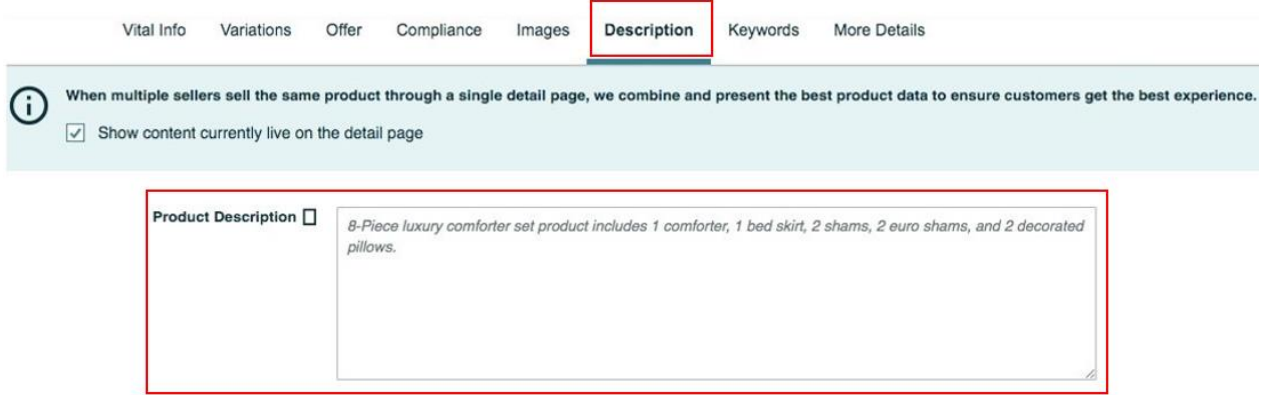 Vital Info Variations Offer Compliance Images Description Keywords More Details
When multiple sellers sell the same product through a single detail page, we combine and present the best product data to ensure customers get the best experience.
Show content currently live on the detail page
Product Description
8-Piece luxury comforter set product includes 1 comforter, 1 bed skirt, 2 shams, 2 euro shams, and 2 decorated
pillows.